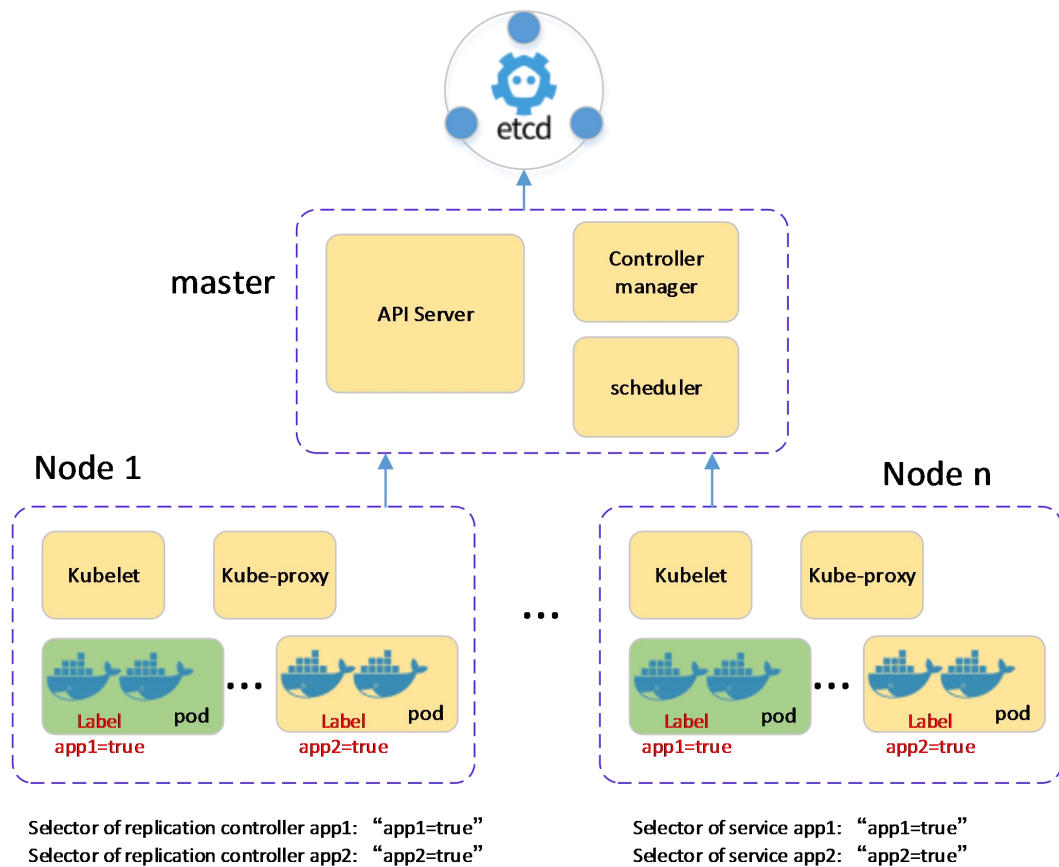 etcd
master
API Server
Controller
manager
scheduler
Node 1
Node n
Kubelet
Kube-proxy
Label
app1=true
pod
...
Label
app2=true
pod
...
Kubelet
Kube-proxy
Label
app1=true
pod
...
Label
app2=true
pod
Selector of replication controller app1: “app1=true”
Selector of replication controller app2: “app2=true”
Selector of service app1: “app1=true”
Selector of service app2: “app2=true”